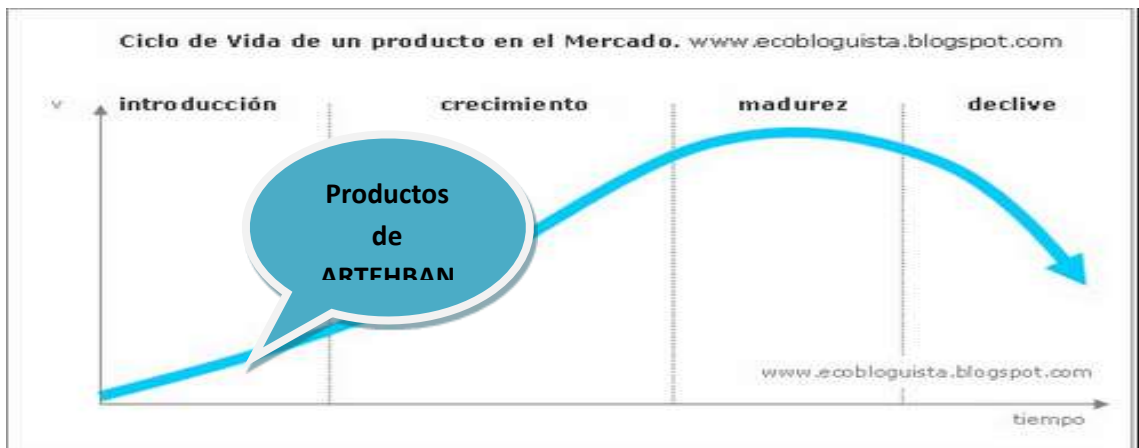 Ciclo de Vida de un producto en el Mercado. www.ecobloguista.blogspot.com
v
introducción crecimiento madurez declive
Productos
de
ARTEHBAN
www.ecobloguista.blogspot.com
tiempo